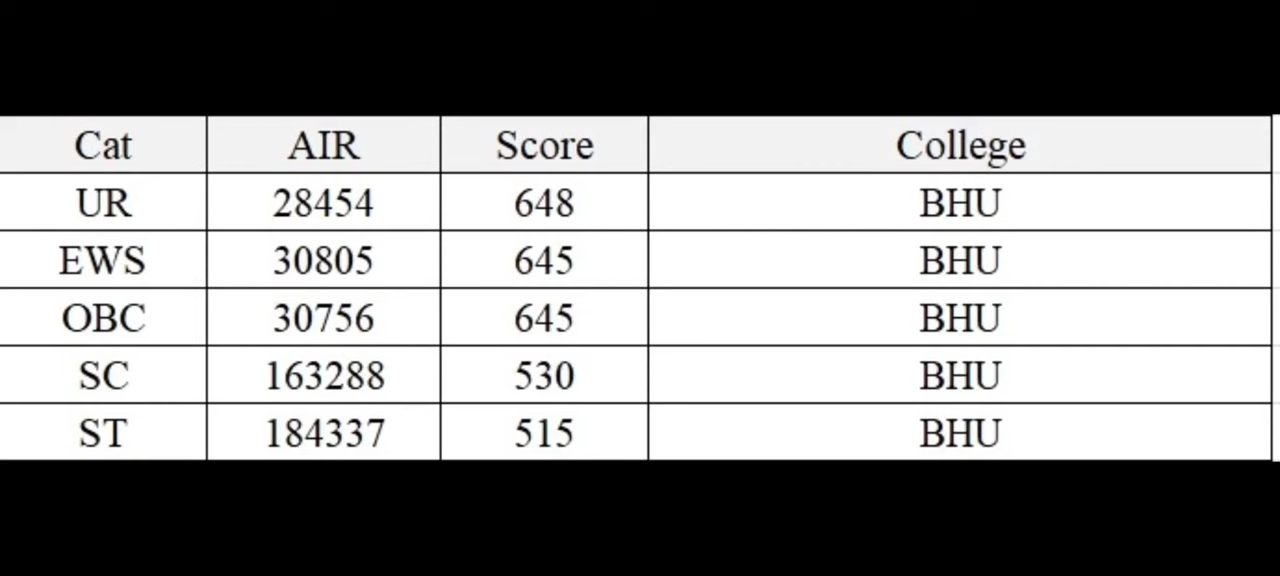 Cat AIR Score College
UR 28454 648 BHU
EWS 30805 645 BHU
OBC 30756 645 BHU
SC 163288 530 BHU
ST 184337 515 BHU